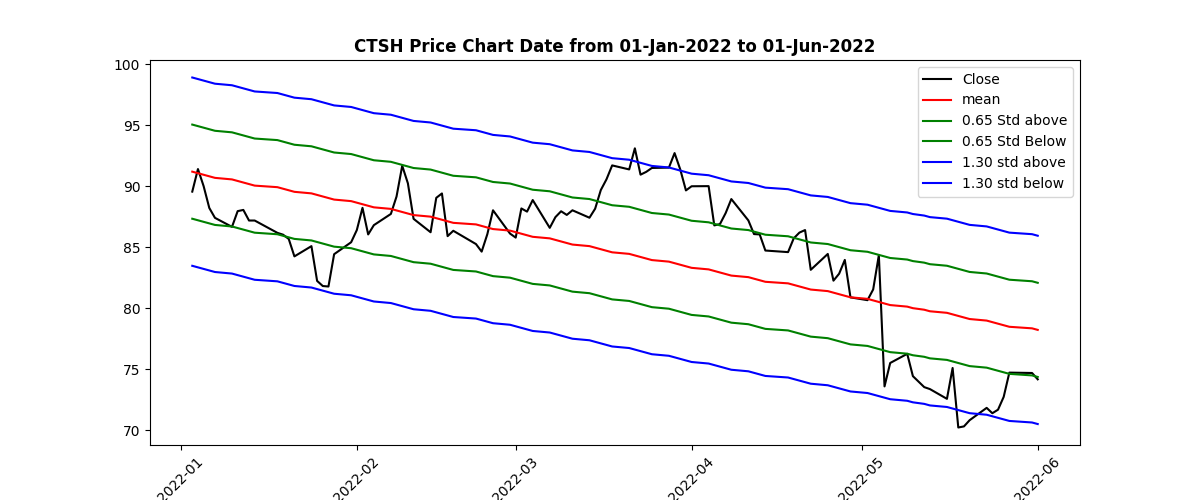 CTSH Price Chart Date from 01-Jan-2022 to 01-Jun-2022
100
95
90
85
80
75
70
Close
mean
0.65 Std above
0.65 Std Below
1.30 std above
1.30 std below
2022-01
2022-02
2022-03
2022-04
2022-05
2022-06